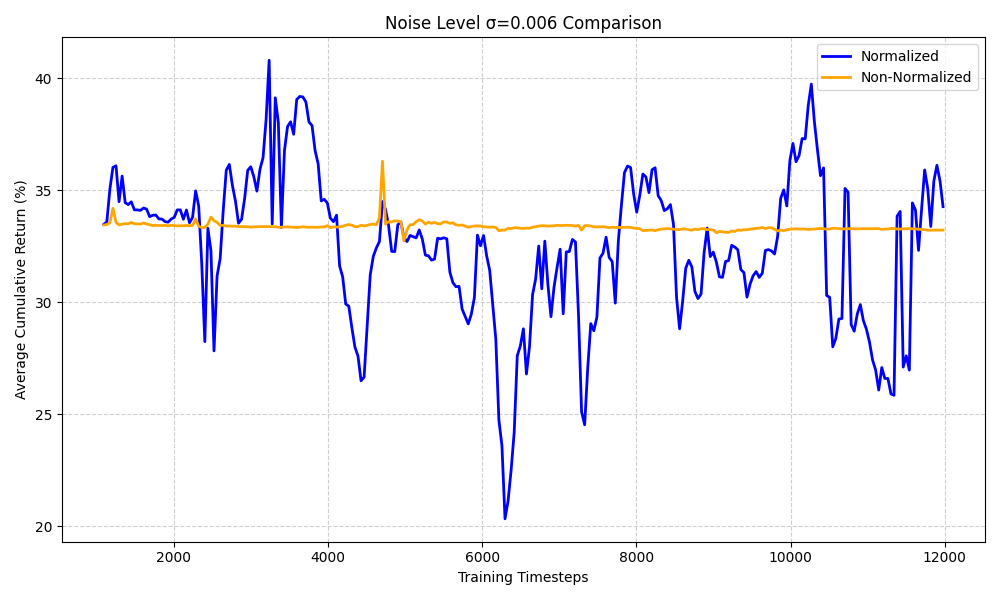 Noise Level σ=0.006 Comparison
Normalized
Non-Normalized
Average Cumulative Return (%)
40
35
30
25
20
2000 4000 6000 8000 10000 12000
Training Timesteps